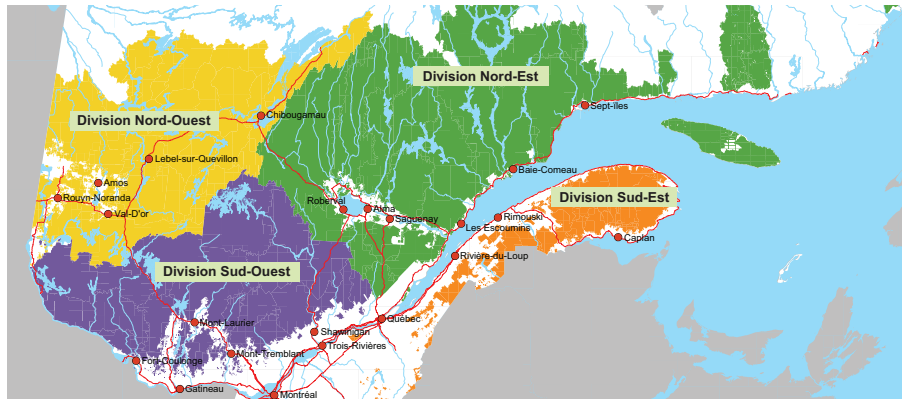 Division Nord-Est
Sept-îles
Division Nord-Ouest
Chibougamau
Lebel-sur-Quevillon
Baie-Comeau
Amos
Rouyn-Noranda
Division Sud-Est
Roberval
Alma
Val-D'or
Saguenay
Rimouski
Les Escoumins
Caplan
Rivière-du-Loup
Division Sud-Ouest
Québec
Mont-Laurier
Shawinigan
Trois-Rivières
Mont-Tremblant
Fort-Coulonge
Gatineau
Montréal